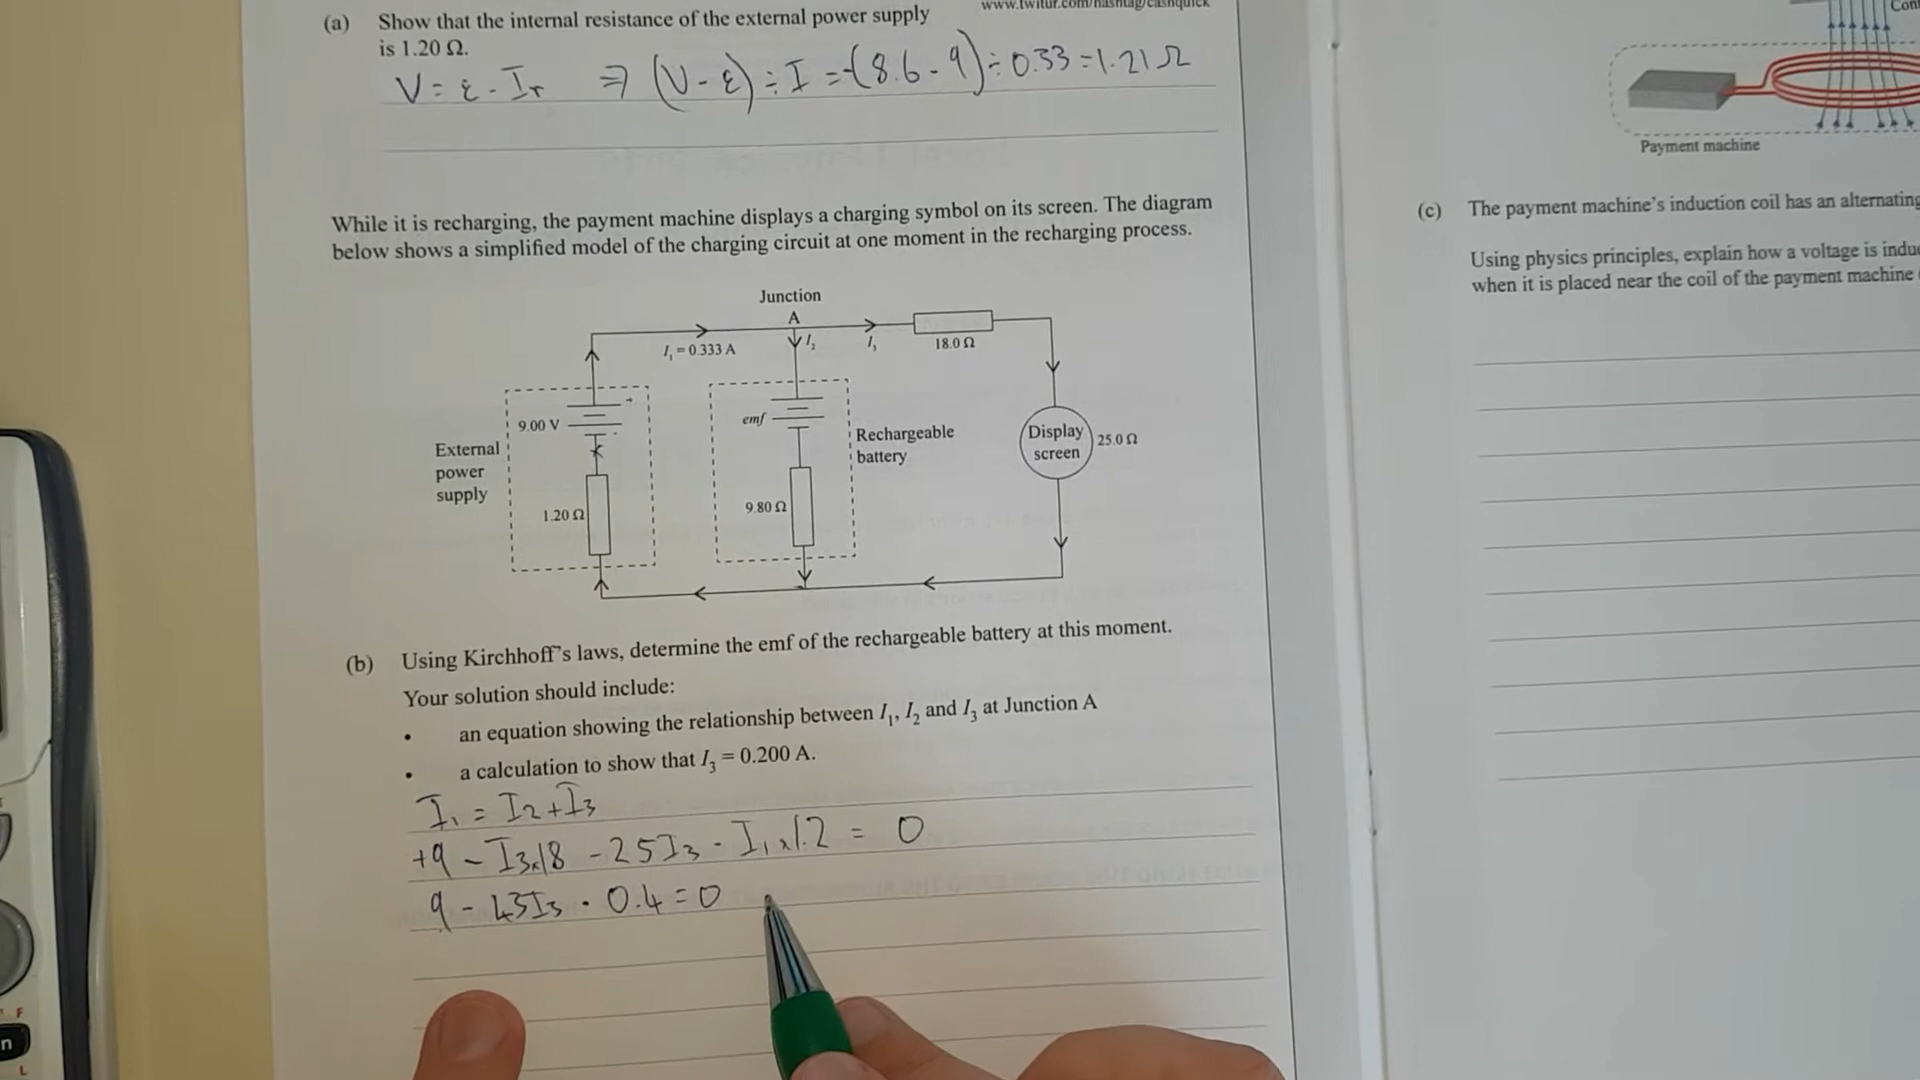 www.twitur.com/hashtag/cashquick
(a) Show that the internal resistance of the external power supply
is 1.20 Ω.
V = ε - Ir ⇒ (V - ε) ÷ I = -(8.6 - 9) ÷ 0.33 = 1.21 Ω
While it is recharging, the payment machine displays a charging symbol on its screen. The diagram
below shows a simplified model of the charging circuit at one moment in the recharging process.
Junction
A
I₁ = 0.333 A
I₂
I₃
18.0 Ω
9.00 V
External
power
supply
1.20 Ω
emf
Rechargeable
battery
9.80 Ω
Display
screen
25.0 Ω
(b) Using Kirchhoff's laws, determine the emf of the rechargeable battery at this moment.
Your solution should include:
• an equation showing the relationship between I₁, I₂ and I₃ at Junction A
• a calculation to show that I₃ = 0.200 A.
I₁ = I₂ + I₃
+9 - I₃×18 - 25I₃ - I₁×1.2 = 0
9 - 43I₃ - 0.4 = 0
Payment machine
(c) The payment machine's induction coil has an alternating
Using physics principles, explain how a voltage is
when it is placed near the coil of the payment machine
F
n
L